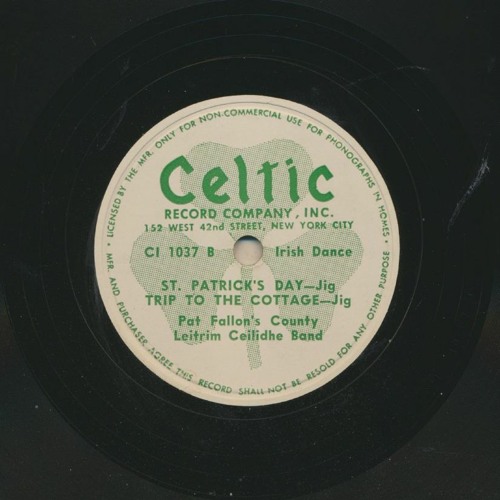 Celtic
RECORD COMPANY, INC.
152 WEST 42nd STREET, NEW YORK CITY
CI 1037 B Irish Dance
ST. PATRICK'S DAY—Jig
TRIP TO THE COTTAGE—Jig
Pat Fallon's County
Leitrim Ceilidhe Band
• LICENSED BY THE MFR. ONLY FOR NON-COMMERCIAL USE FOR PHONOGRAPHS IN HOMES •
MFR. AND PURCHASER AGREE THIS RECORD SHALL NOT BE RESOLD FOR ANY OTHER PURPOSE